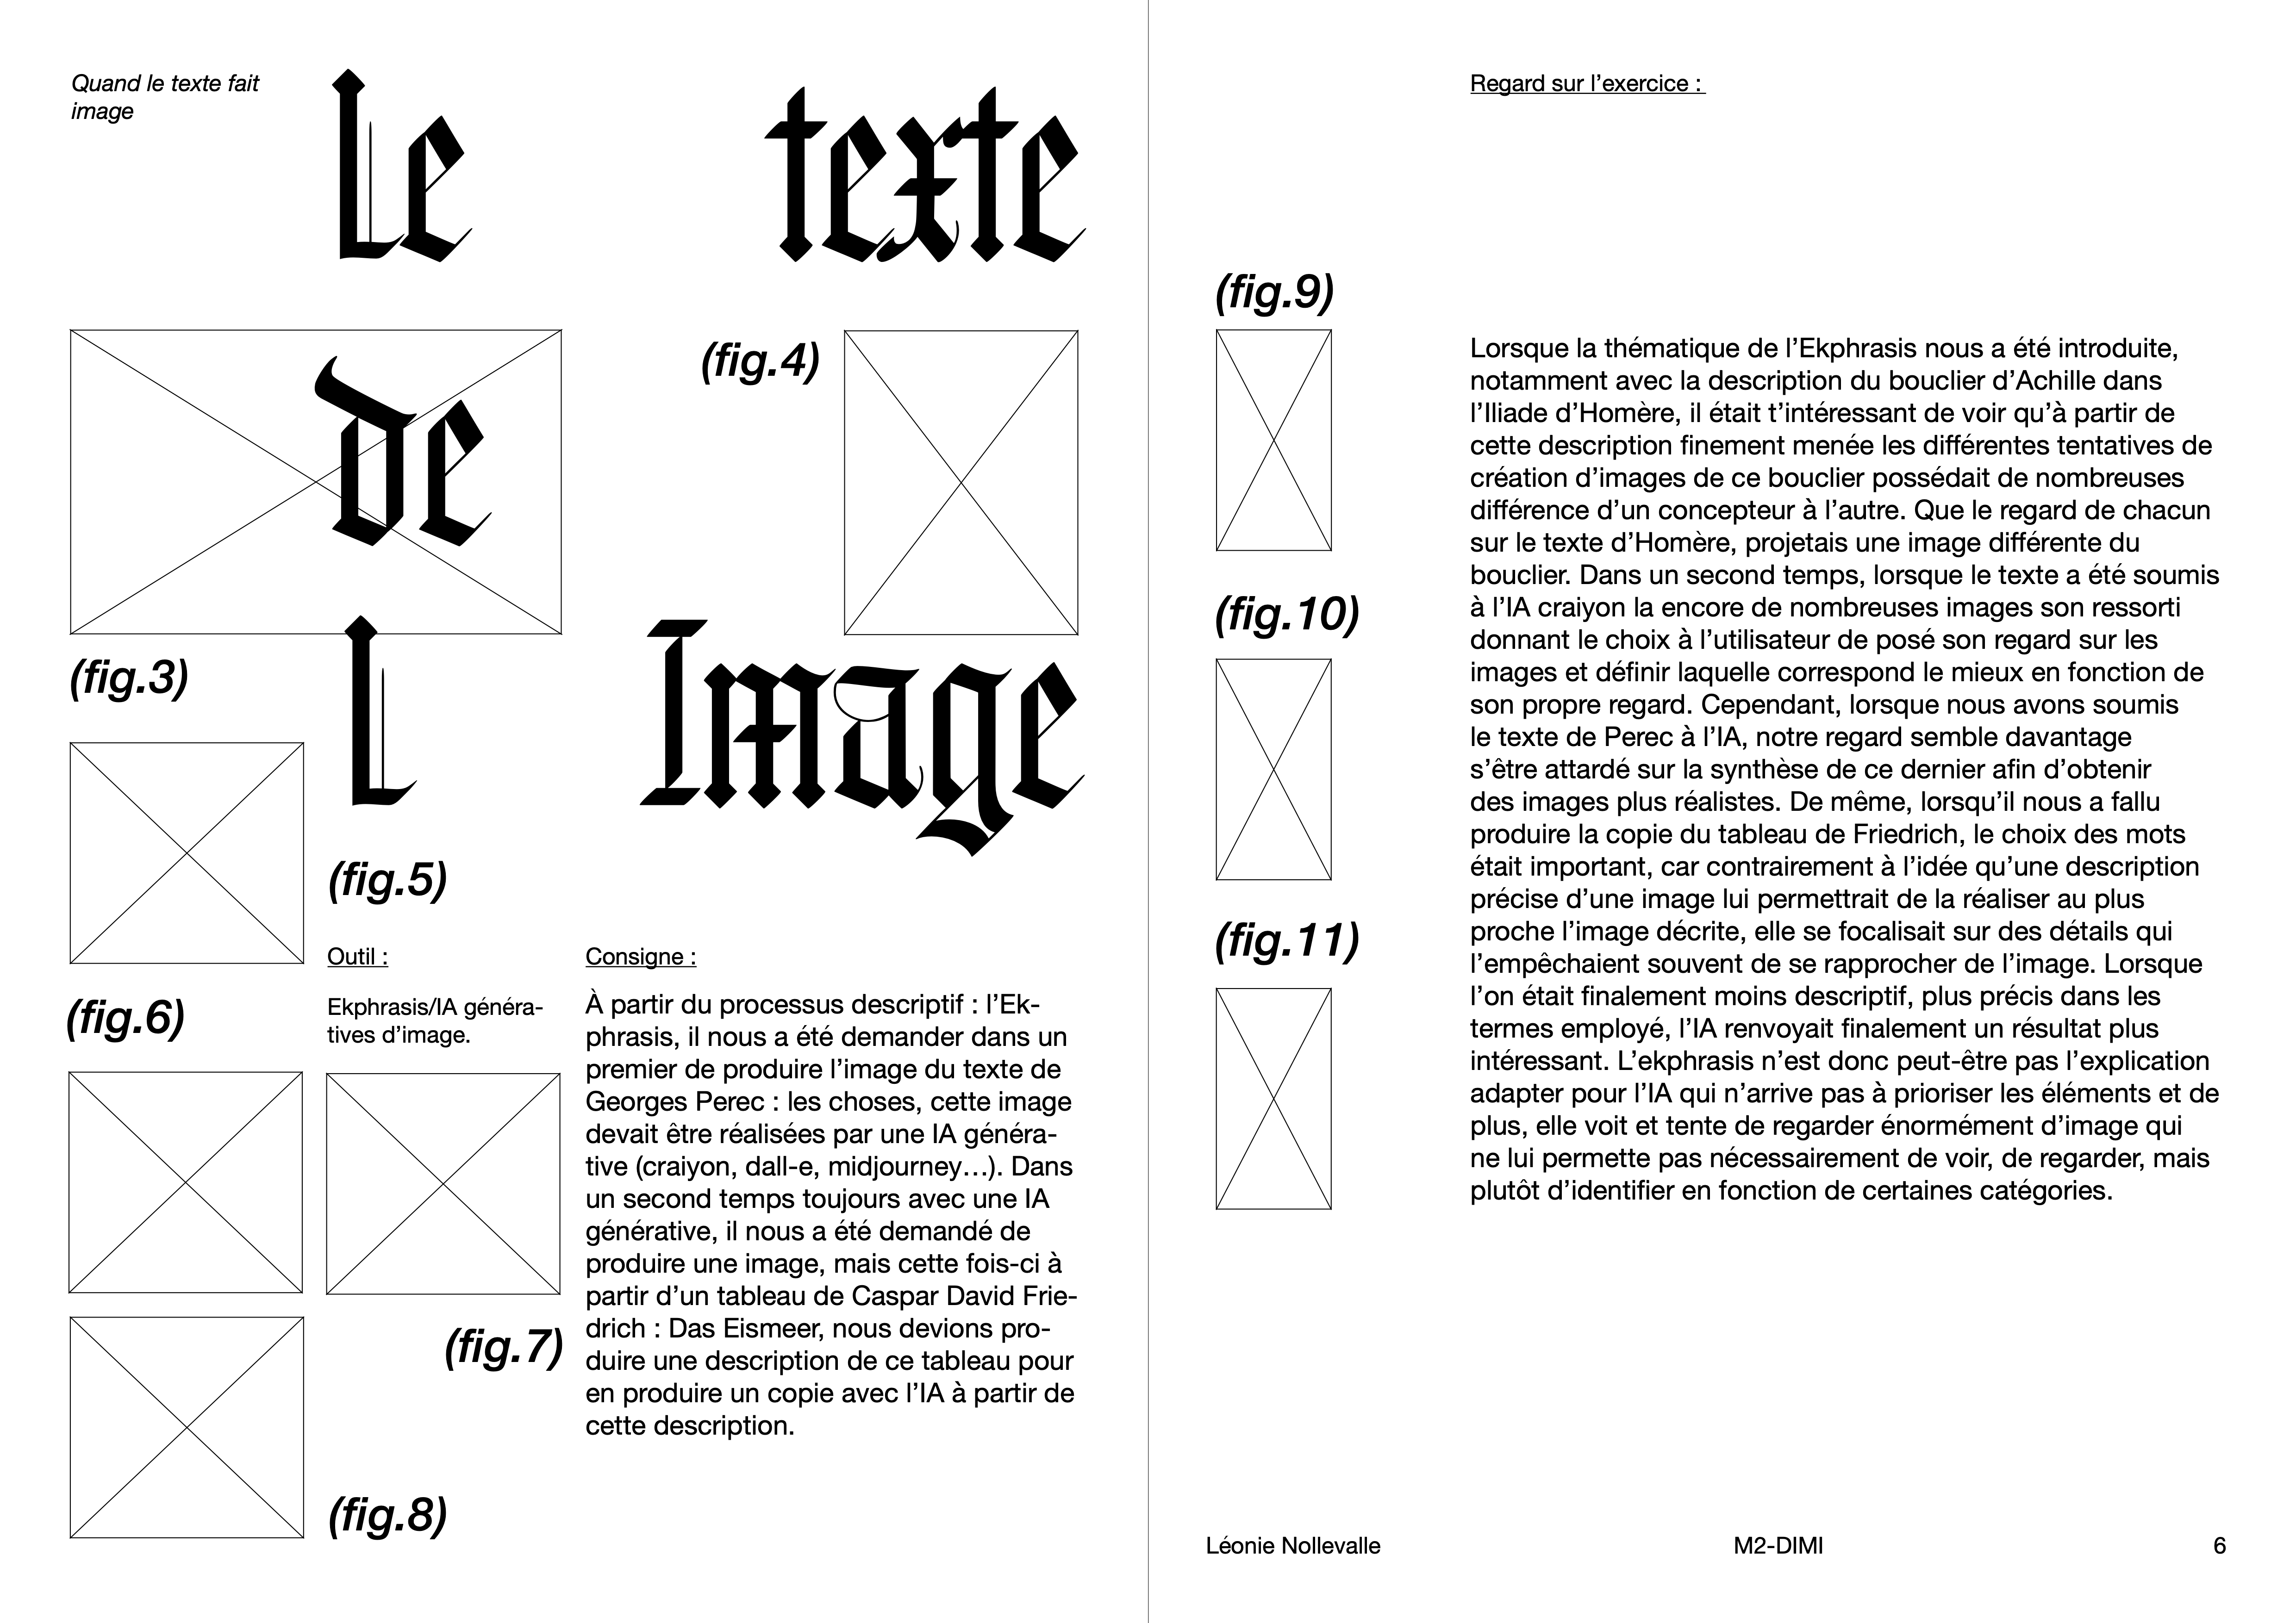 Quand le texte fait
image
Le texte
(fig.4)
de
(fig.3)
L Image
(fig.5)
Outil :
Ekphrasis/IA généra-
tives d’image.
(fig.6)
(fig.7)
(fig.8)
Consigne :
À partir du processus descriptif : l’Ek-
phrasis, il nous a été demander dans un
premier de produire l’image du texte de
Georges Perec : les choses, cette image
devait être réalisées par une IA généra-
tive (craiyon, dall-e, midjourney…). Dans
un second temps toujours avec une IA
générative, il nous a été demandé de
produire une image, mais cette fois-ci à
partir d’un tableau de Caspar David Frie-
drich : Das Eismeer, nous devions pro-
duire une description de ce tableau pour
en produire un copie avec l’IA à partir de
cette description.
Regard sur l’exercice :
(fig.9)
(fig.10)
(fig.11)
Lorsque la thématique de l’Ekphrasis nous a été introduite,
notamment avec la description du bouclier d’Achille dans
l’Iliade d’Homère, il était t’intéressant de voir qu’à partir de
cette description finement menée les différentes tentatives de
création d’images de ce bouclier possédait de nombreuses
différence d’un concepteur à l’autre. Que le regard de chacun
sur le texte d’Homère, projetais une image différente du
bouclier. Dans un second temps, lorsque le texte a été soumis
à l’IA craiyon la encore de nombreuses images son ressorti
donnant le choix à l’utilisateur de posé son regard sur les
images et définir laquelle correspond le mieux en fonction de
son propre regard. Cependant, lorsque nous avons soumis
le texte de Perec à l’IA, notre regard semble davantage
s’être attardé sur la synthèse de ce dernier afin d’obtenir
des images plus réalistes. De même, lorsqu’il nous a fallu
produire la copie du tableau de Friedrich, le choix des mots
était important, car contrairement à l’idée qu’une description
précise d’une image lui permettrait de la réaliser au plus
proche l’image décrite, elle se focalisait sur des détails qui
l’empêchaient souvent de se rapprocher de l’image. Lorsque
l’on était finalement moins descriptif, plus précis dans les
termes employé, l’IA renvoyait finalement un résultat plus
intéressant. L’ekphrasis n’est donc peut-être pas l’explication
adapter pour l’IA qui n’arrive pas à prioriser les éléments et de
plus, elle voit et tente de regarder énormément d’image qui
ne lui permette pas nécessairement de voir, de regarder, mais
plutôt d’identifier en fonction de certaines catégories.
Léonie Nollevalle M2-DIMI 6